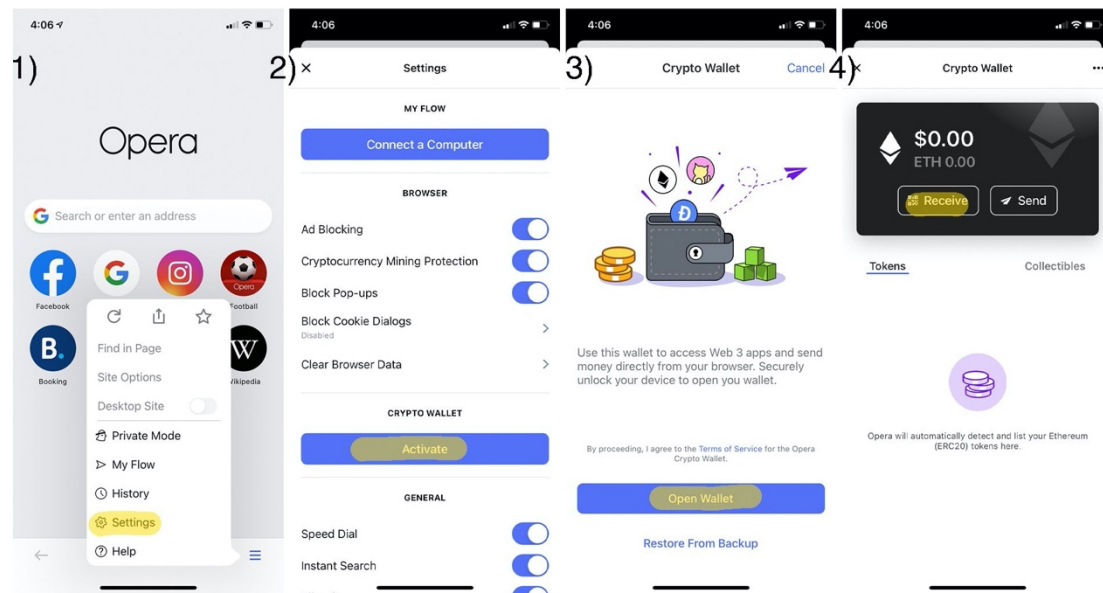 4:06
1)
Opera
Search or enter an address
Facebook
Opera
Football
B.
Booking
W
Wikipedia
Find in Page
Site Options
Desktop Site
Private Mode
My Flow
History
Settings
Help
4:06
2)
Settings
MY FLOW
Connect a Computer
BROWSER
Ad Blocking
Cryptocurrency Mining Protection
Block Pop-ups
Block Cookie Dialogs
Disabled
Clear Browser Data
CRYPTO WALLET
Activate
GENERAL
Speed Dial
Instant Search
4:06
3)
Crypto Wallet
Cancel
Use this wallet to access Web 3 apps and send
money directly from your browser. Securely
unlock your device to open you wallet.
By proceeding, I agree to the Terms of Service for the Opera
Crypto Wallet.
Open Wallet
Restore From Backup
4:06
4)
Crypto Wallet
$0.00
ETH 0.00
Receive
Send
Tokens
Collectibles
Opera will automatically detect and list your Ethereum
(ERC20) tokens here.